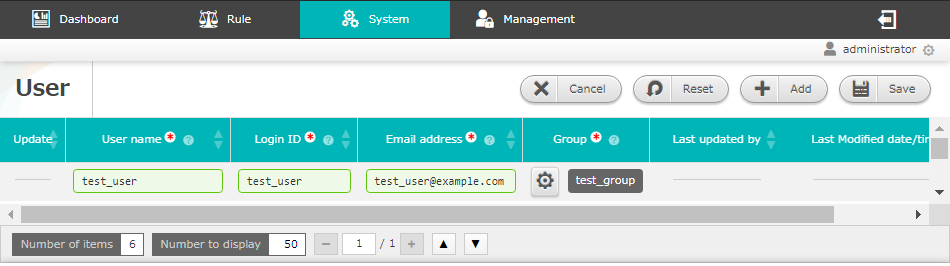 Dashboard Rule System Management
administrator
User Cancel Reset Add Save
Update User name * ? Login ID * ? Email address * ? Group * ? Last updated by Last Modified date/
test_user test_user test_user@example.com test_group
Number of items 6 Number to display 50 − 1 / 1 + ▲ ▼